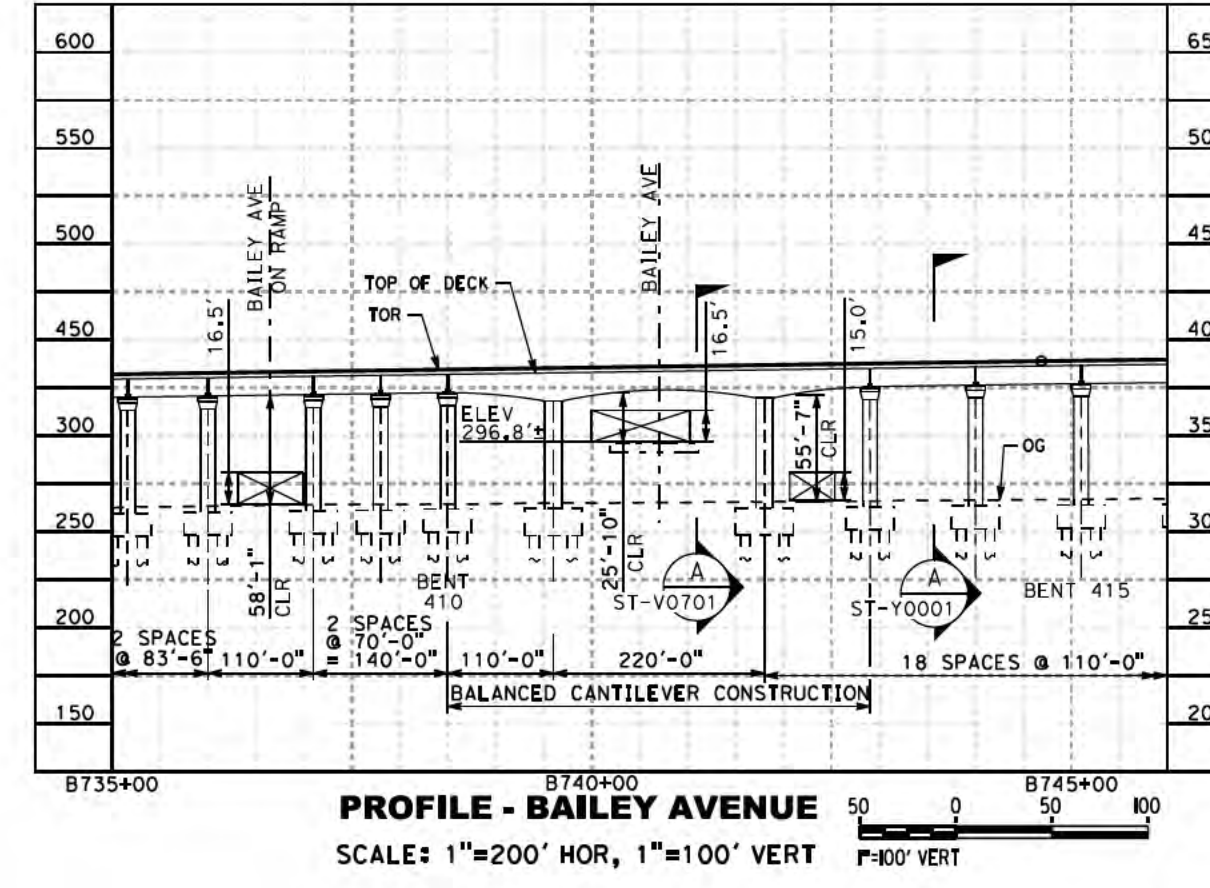 600
550
500
450
300
250
200
150
65
50
45
40
35
30
25
20
BAILEY AVE
ON RAMP
BAILEY AVE
TOP OF DECK
TOR
16.5'
16.5'
15.0'
ELEV
296.8'±
55'-7"
CLR
OG
58'-1"
CLR
25'-10"
CLR
BENT
410
A
ST-V0701
A
ST-Y0001
BENT 415
2 SPACES
@ 83'-6"
110'-0"
2 SPACES
@ 70'-0"
= 140'-0"
110'-0"
220'-0"
18 SPACES @ 110'-0"
BALANCED CANTILEVER CONSTRUCTION
B735+00
B740+00
B745+00
PROFILE - BAILEY AVENUE
SCALE: 1"=200' HOR, 1"=100' VERT
50 0 50 100
1"=100' VERT